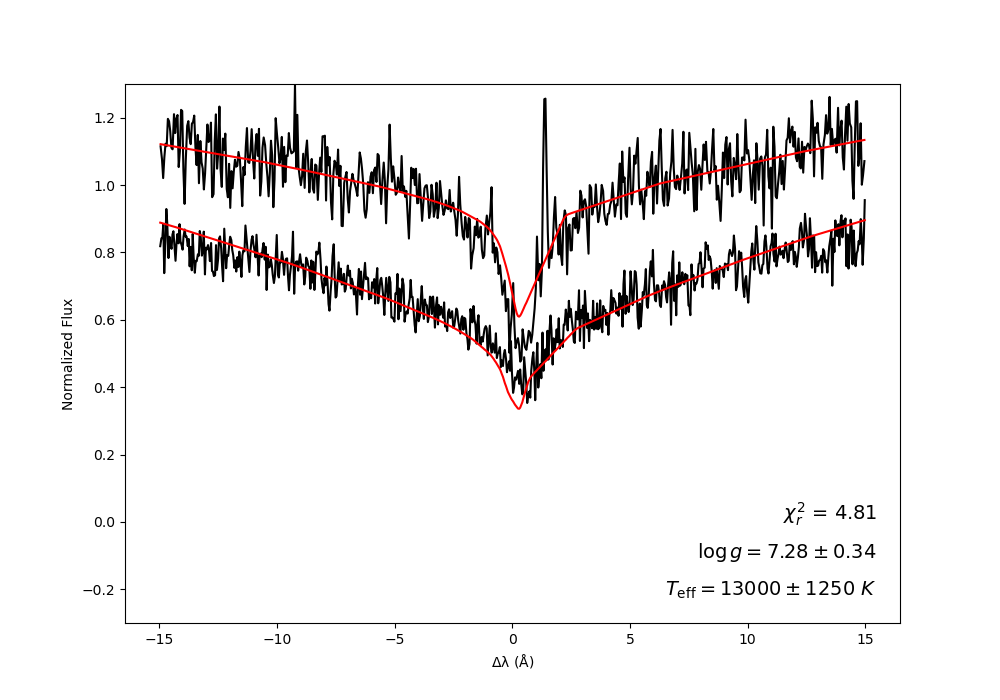 1.2
1.0
0.8
0.6
0.4
0.2
0.0
−0.2
Normalized Flux
χ²ᵣ = 4.81
log g = 7.28 ± 0.34
T_eff = 13000 ± 1250 K
−15 −10 −5 0 5 10 15
Δλ (Å)